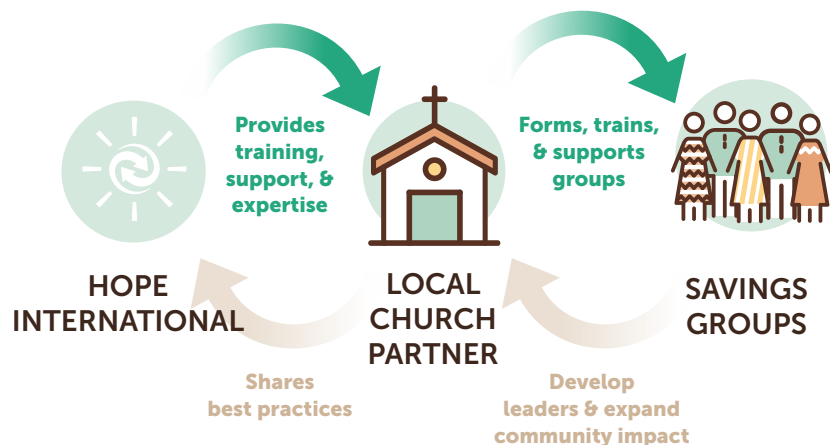 Provides
training,
support, &
expertise
Forms, trains,
& supports
groups
HOPE
INTERNATIONAL
LOCAL
CHURCH
PARTNER
SAVINGS
GROUPS
Shares
best practices
Develop
leaders & expand
community impact